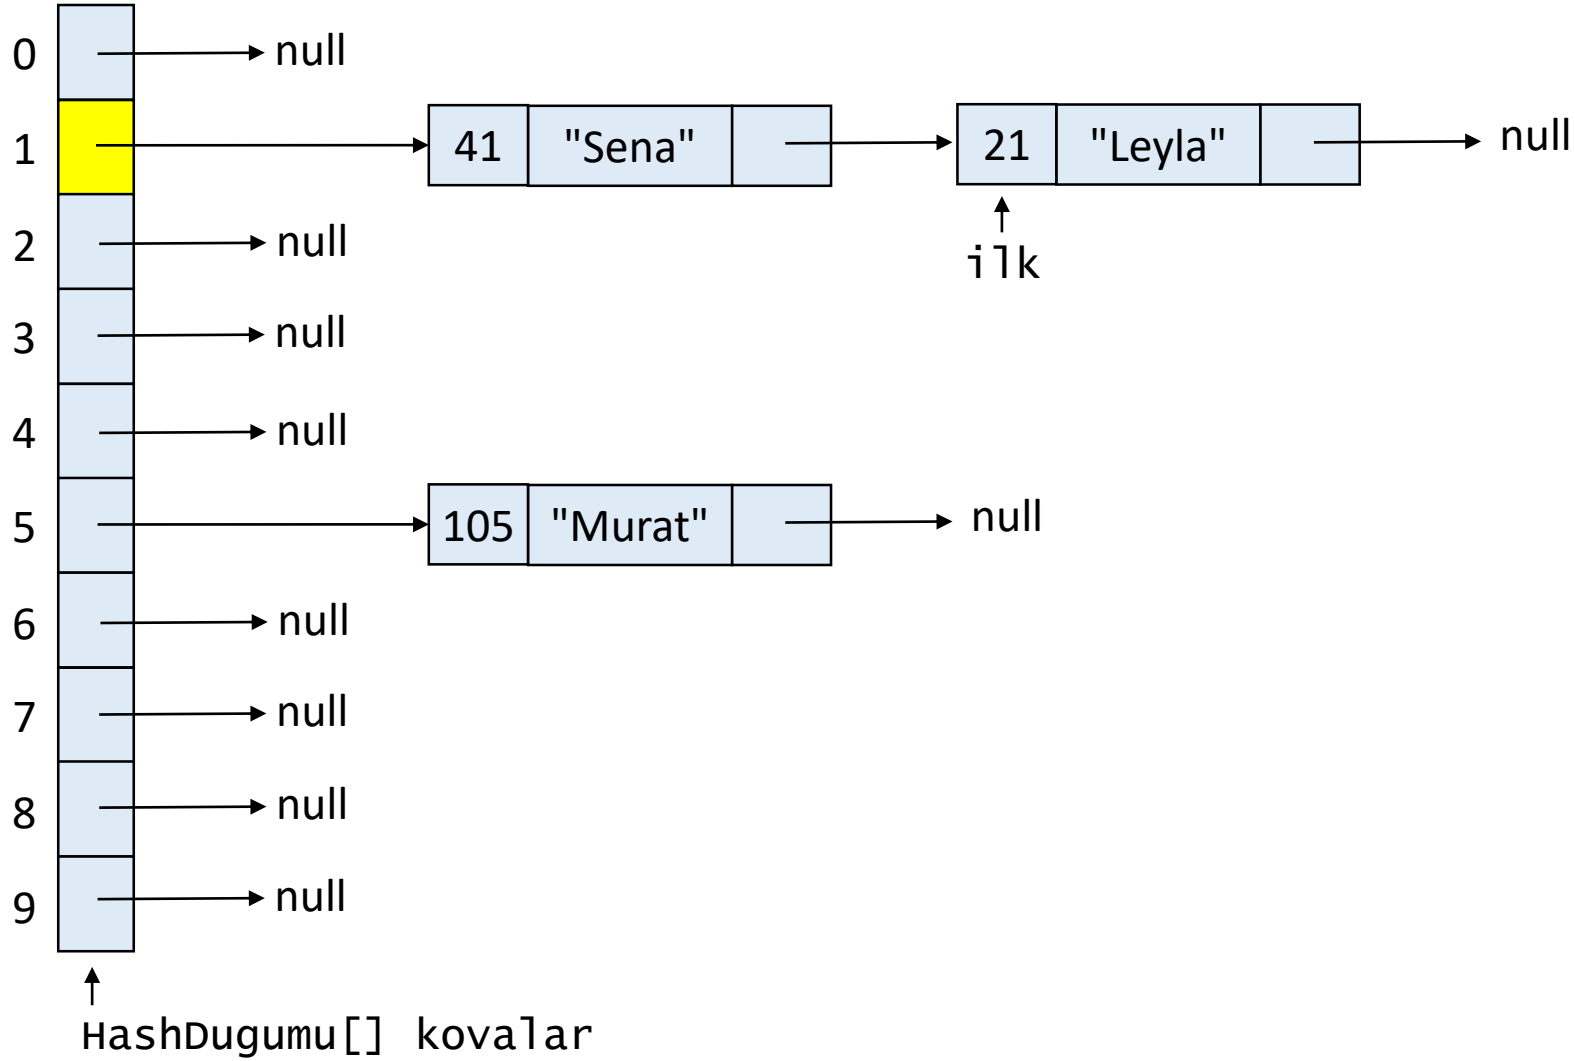 0 null
1 41 "Sena" 21 "Leyla" null
2 null
ilk
3 null
4 null
5 105 "Murat" null
6 null
7 null
8 null
9 null
HashDugumu[] kovalar